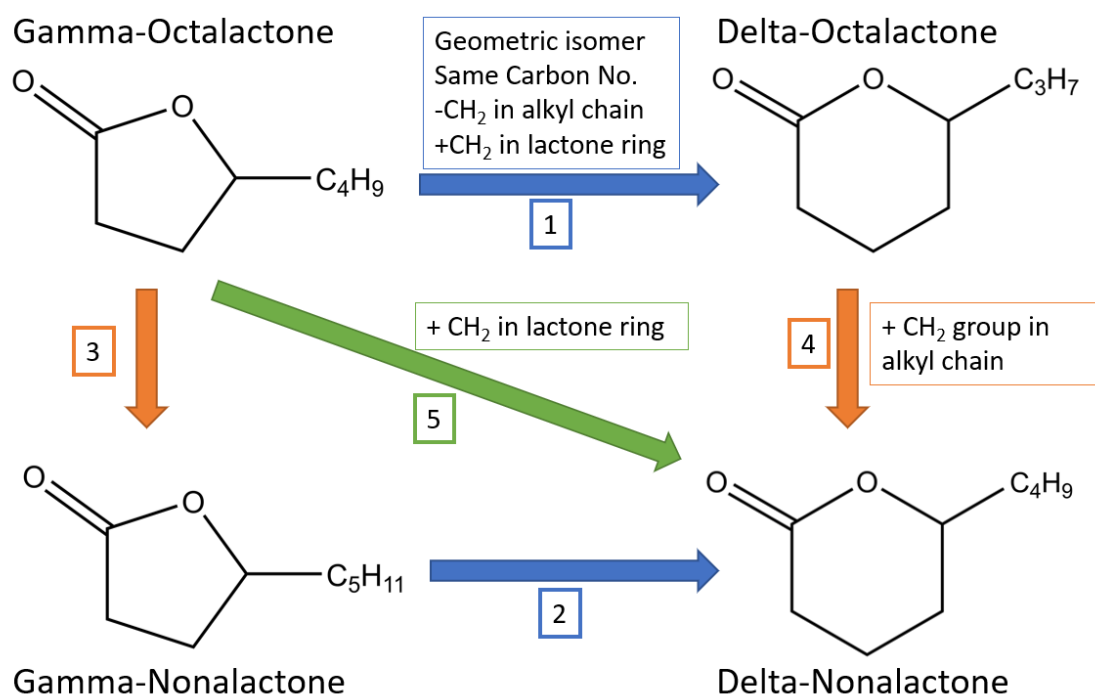 Gamma-Octalactone
Geometric isomer
Same Carbon No.
-CH₂ in alkyl chain
+CH₂ in lactone ring
1
Delta-Octalactone
O
O
C₄H₉
O
O
C₃H₇
3
+ CH₂ in lactone ring
5
4
+ CH₂ group in
alkyl chain
O
O
C₅H₁₁
2
O
O
C₄H₉
Gamma-Nonalactone
Delta-Nonalactone